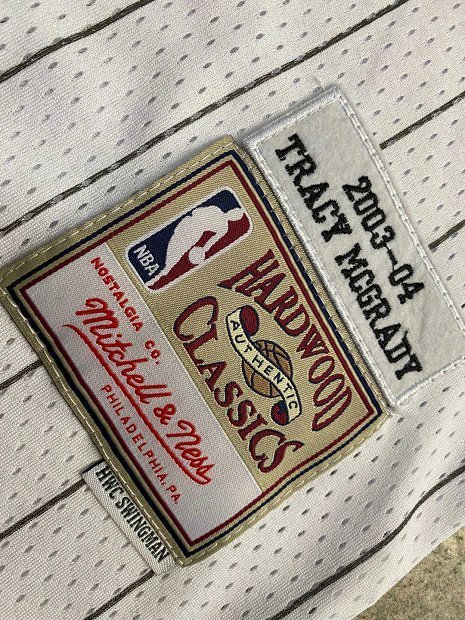 2003-04
TRACY MCGRADY
NBA
HARDWOOD
AUTHENTIC
CLASSICS
NOSTALGIA CO.
Mitchell & Ness
PHILADELPHIA, PA.
HWC SWINGMAN